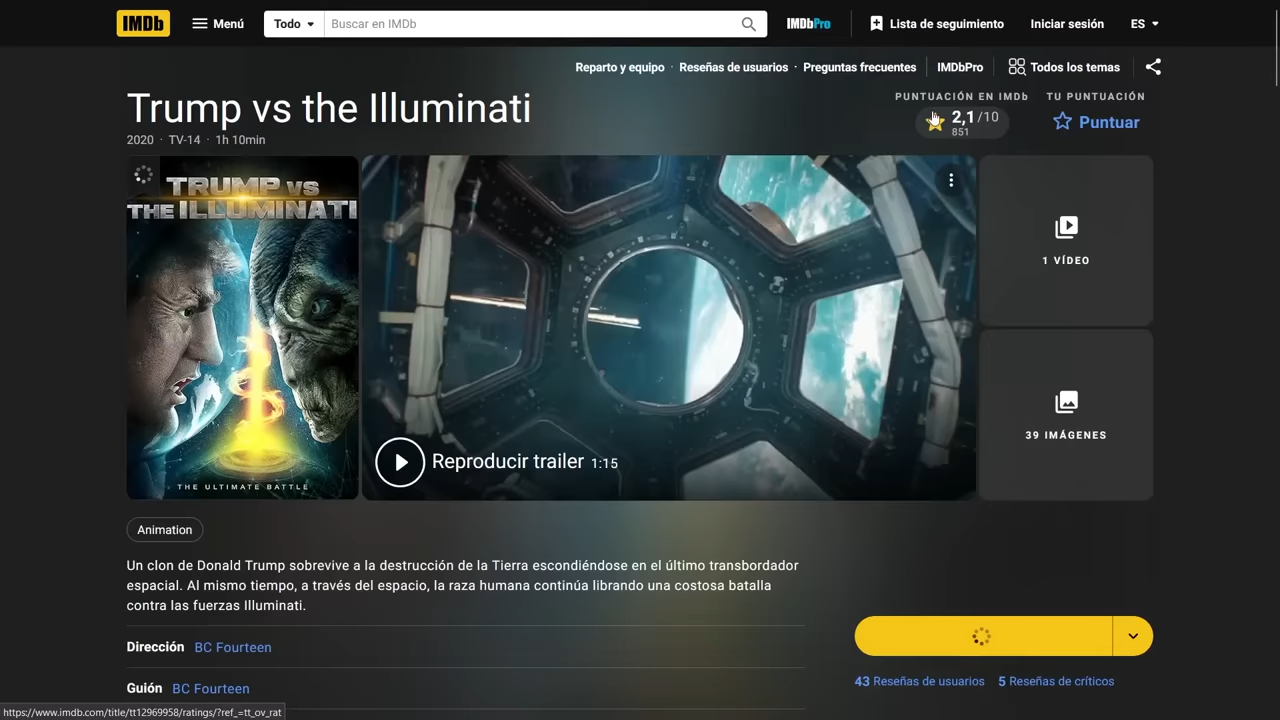 IMDb Menú Todo Buscar en IMDb IMDbPro Lista de seguimiento Iniciar sesión ES
Reparto y equipo · Reseñas de usuarios · Preguntas frecuentes IMDbPro Todos los temas
Trump vs the Illuminati
2020 · TV-14 · 1h 10min
PUNTUACIÓN EN IMDb
2,1/10
851
TU PUNTUACIÓN
Puntuar
TRUMP VS
THE ILLUMINATI
THE ULTIMATE BATTLE
Reproducir trailer 1:15
1 VÍDEO
39 IMÁGENES
Animation
Un clon de Donald Trump sobrevive a la destrucción de la Tierra escondiéndose en el último transbordador
espacial. Al mismo tiempo, a través del espacio, la raza humana continúa librando una costosa batalla
contra las fuerzas Illuminati.
Dirección BC Fourteen
Guión BC Fourteen
43 Reseñas de usuarios 5 Reseñas de críticos
https://www.imdb.com/title/tt12969958/ratings/?ref_=tt_ov_rat